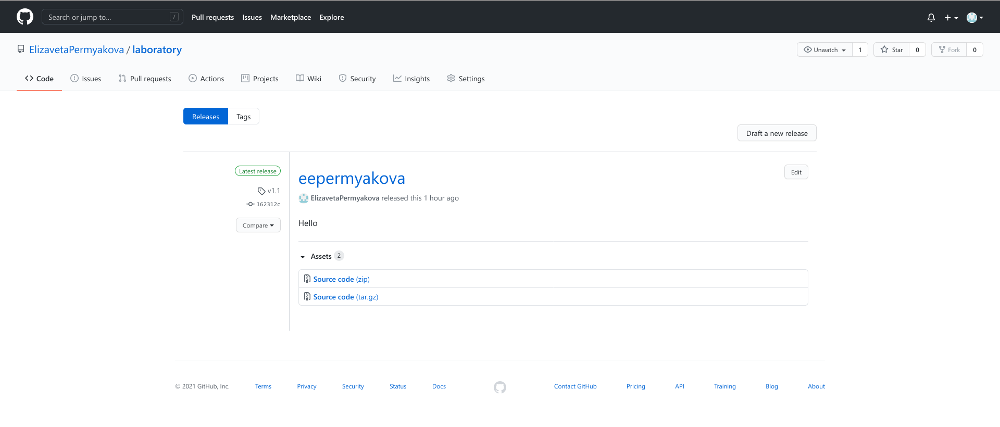 Search or jump to... /
Pull requests Issues Marketplace Explore
ElizavetaPermyakova / laboratory
Unwatch 1 Star 0 Fork 0
Code Issues Pull requests Actions Projects Wiki Security Insights Settings
Releases Tags
Draft a new release
Latest release
v1.1
162312c
Compare
eepermyakova
Edit
ElizavetaPermyakova released this 1 hour ago
Hello
Assets 2
Source code (zip)
Source code (tar.gz)
© 2021 GitHub, Inc. Terms Privacy Security Status Docs Contact GitHub Pricing API Training Blog About